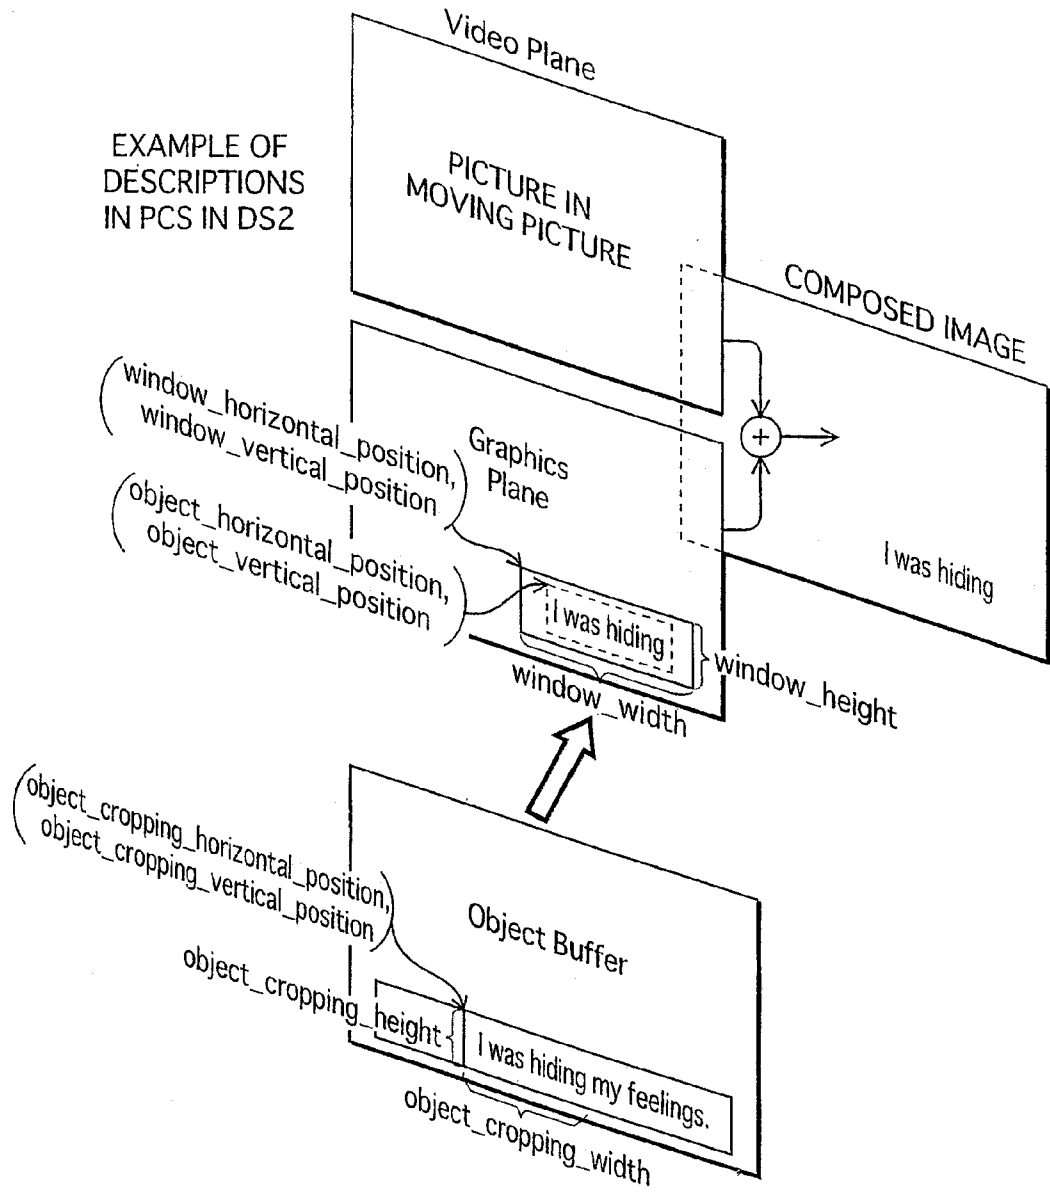 Video Plane
EXAMPLE OF
DESCRIPTIONS
IN PCS IN DS2
PICTURE IN
MOVING PICTURE
COMPOSED IMAGE
(window_horizontal_position,
window_vertical_position)
Graphics
Plane
(object_horizontal_position,
object_vertical_position)
+
I was hiding
I was hiding
window_height
window_width
(object_cropping_horizontal_position,
object_cropping_vertical_position)
Object Buffer
object_cropping_height
I was hiding my feelings.
object_cropping_width